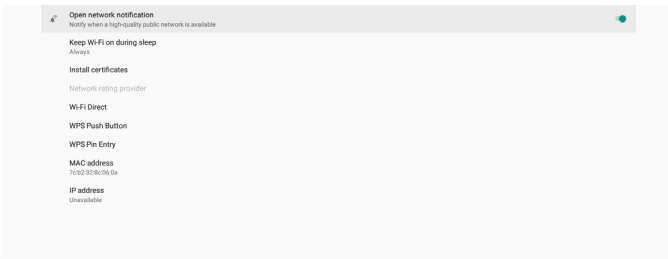 Open network notification
Notify when a high-quality public network is available
Keep Wi-Fi on during sleep
Always
Install certificates
Network rating provider
Wi-Fi Direct
WPS Push Button
WPS Pin Entry
MAC address
7c:b2:32:8c:06:0a
IP address
Unavailable